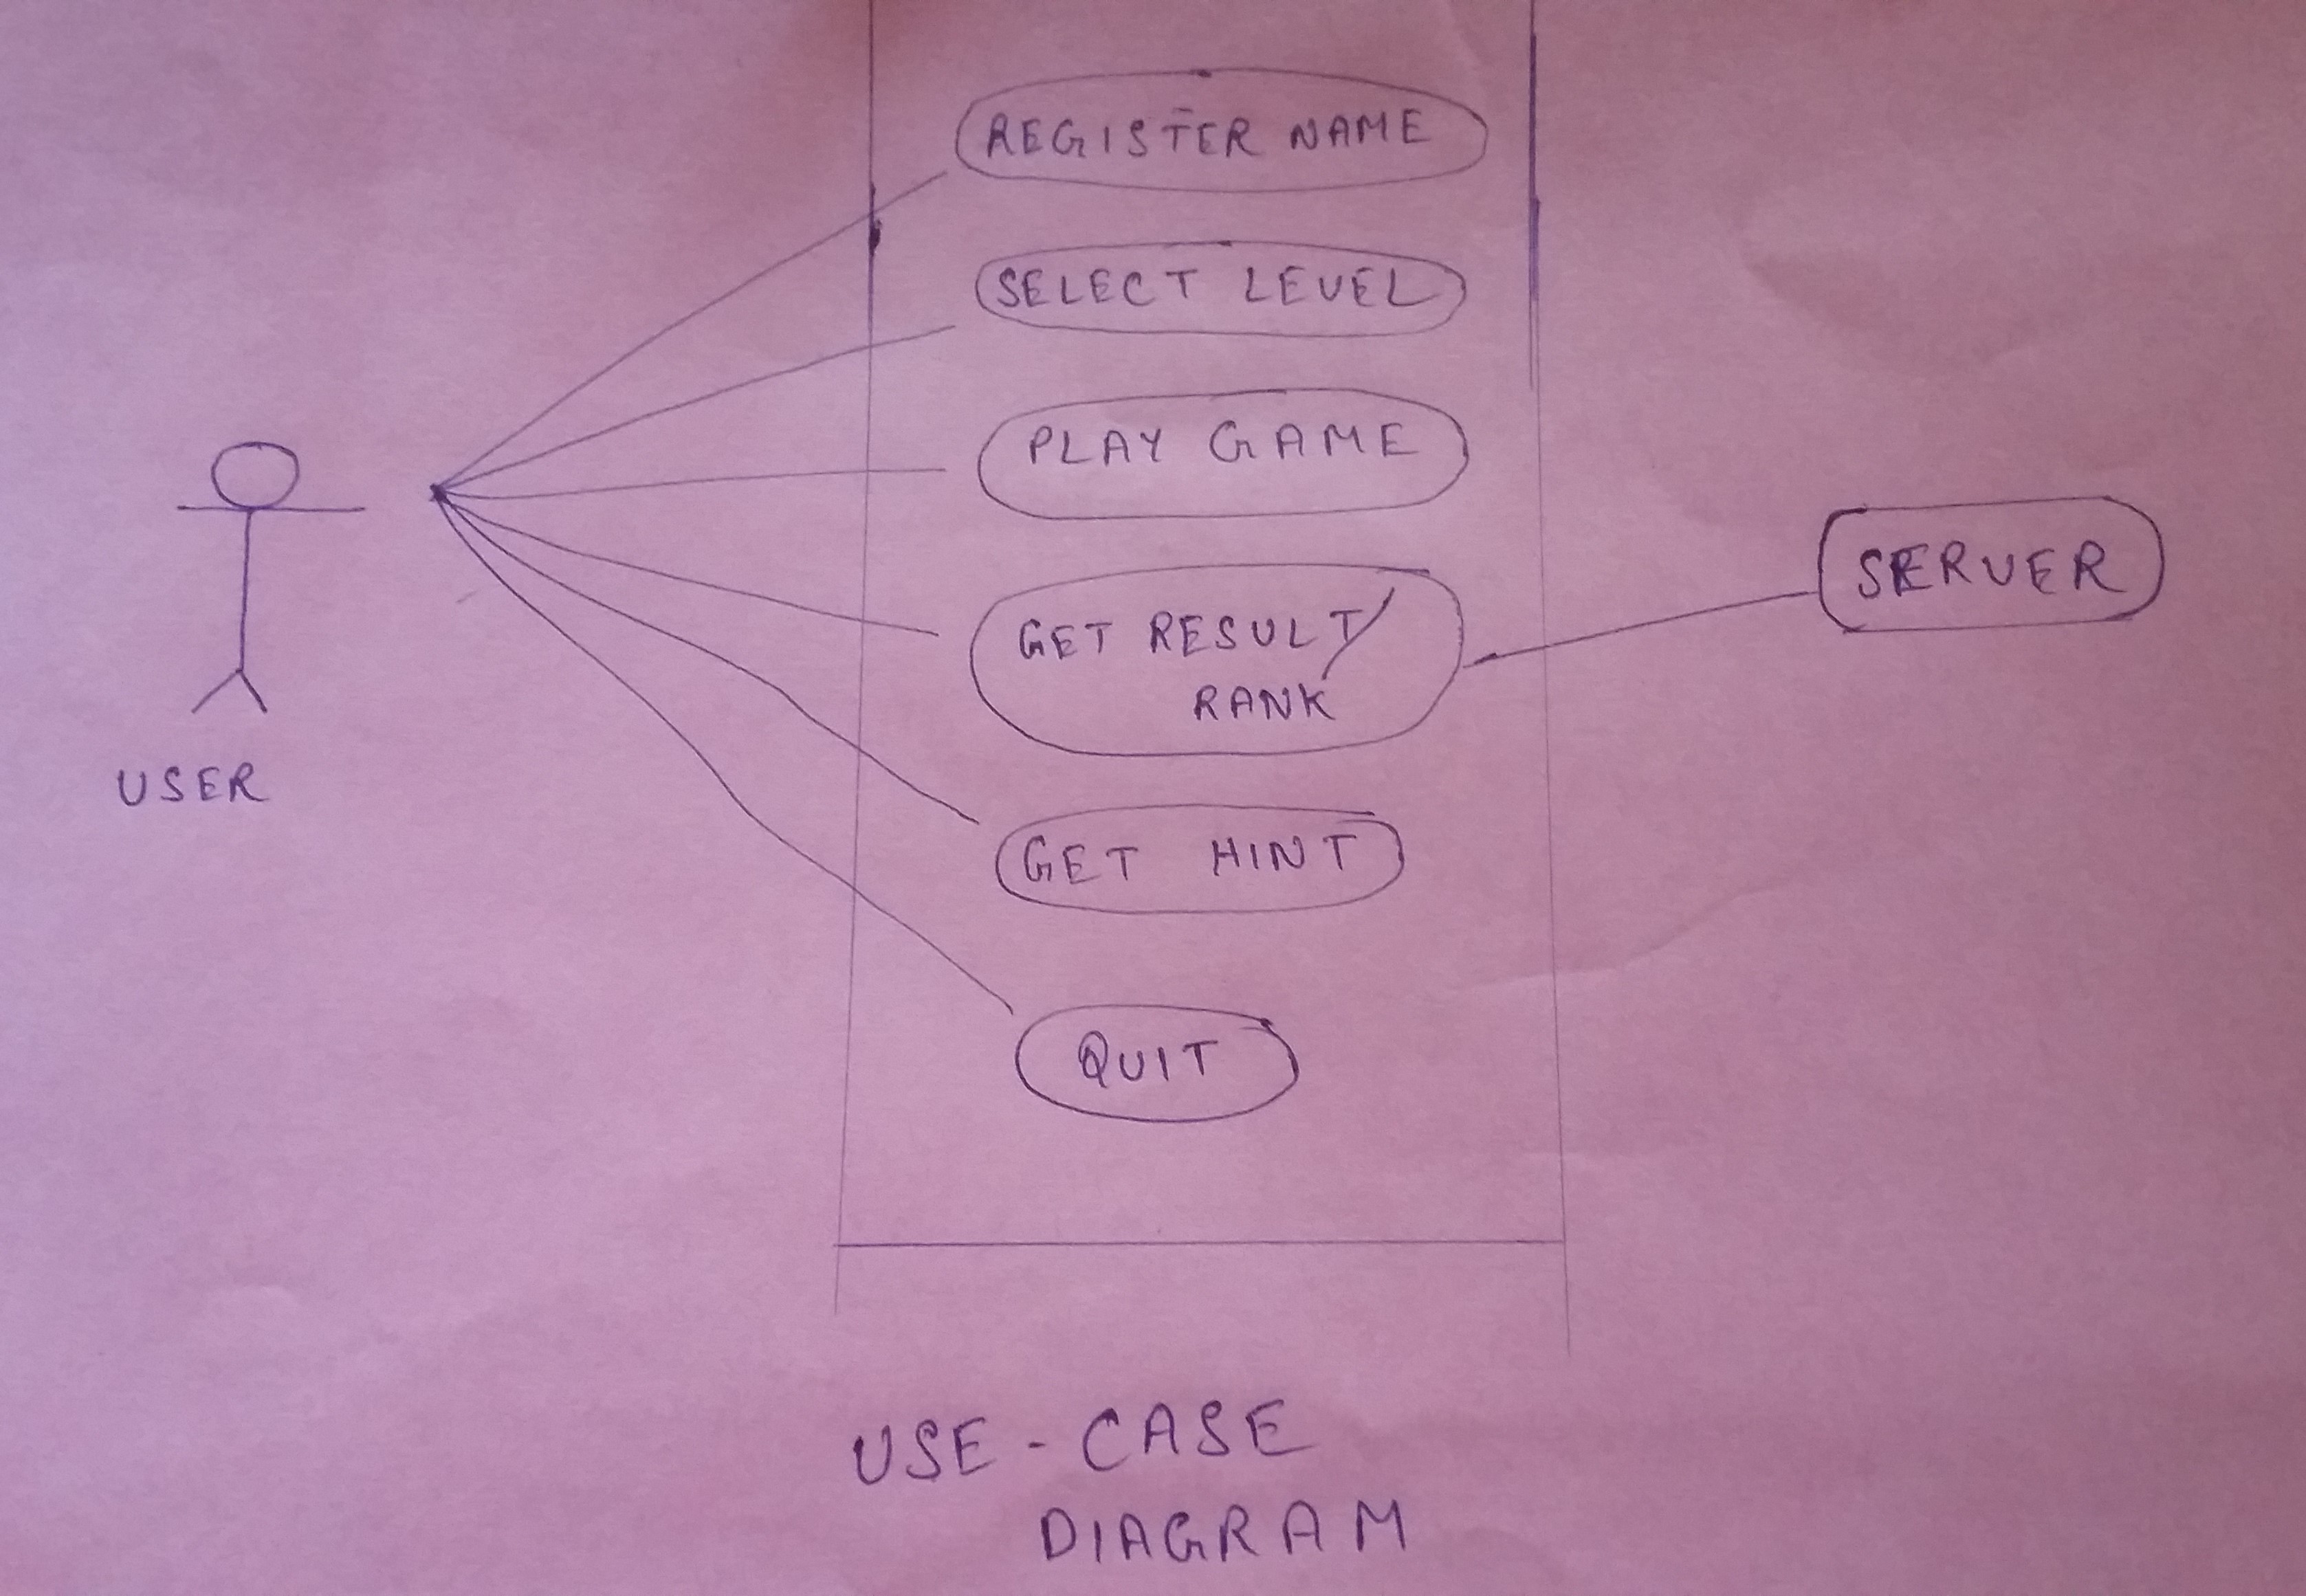 REGISTER NAME
SELECT LEVEL
PLAY GAME
GET RESULT/
RANK
GET HINT
QUIT
USER
SERVER
USE-CASE
DIAGRAM